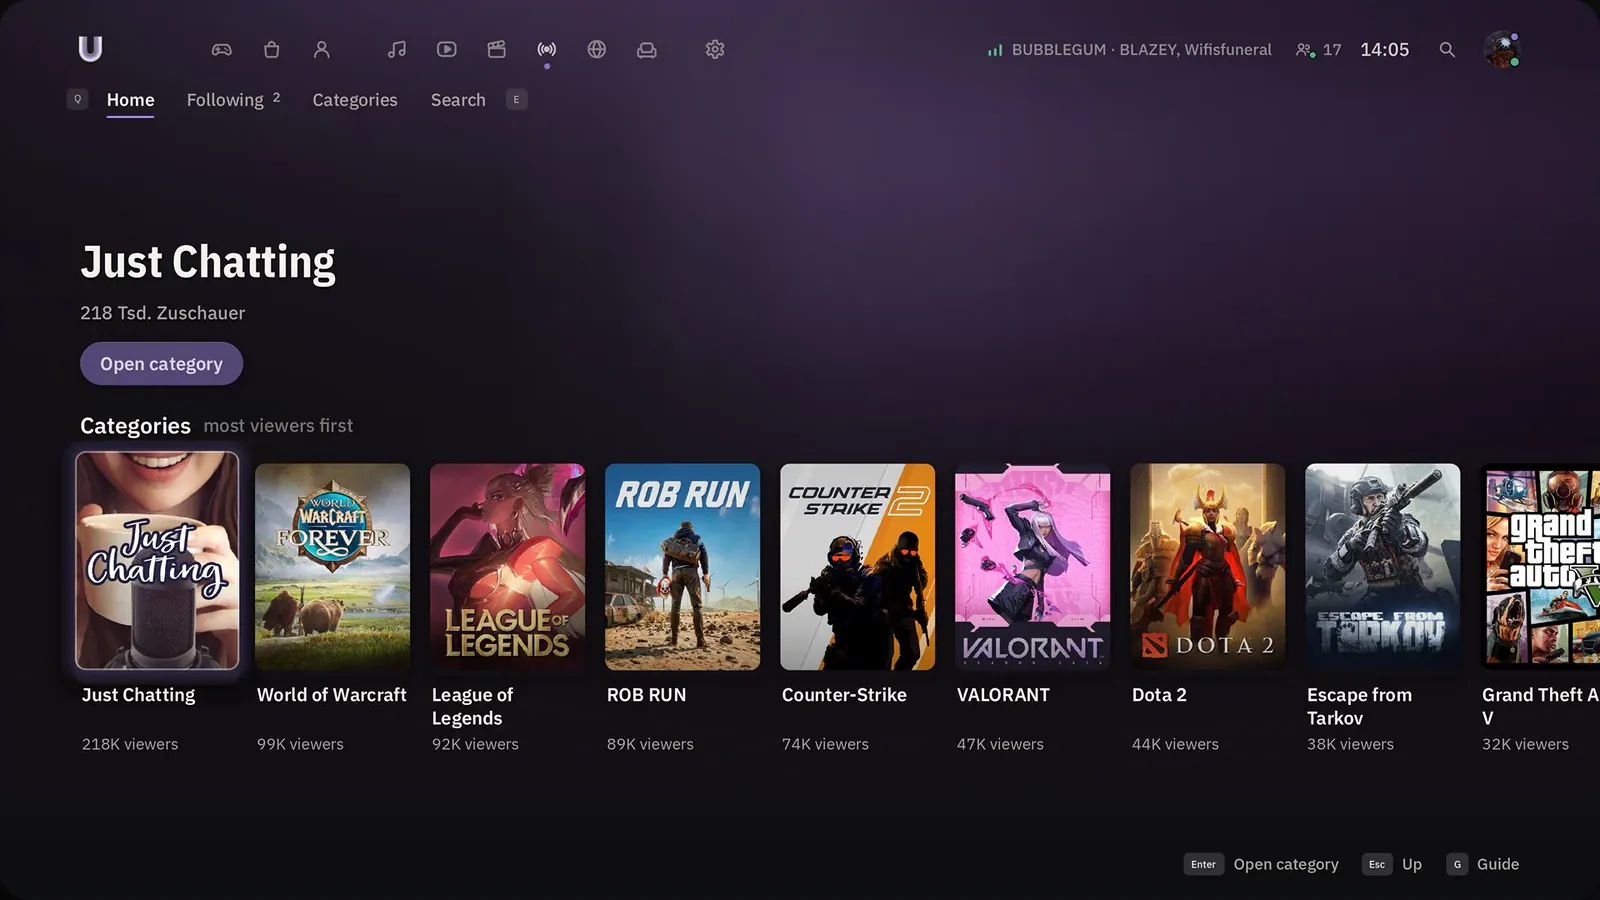 U
BUBBLEGUM · BLAZEY, Wifisfuneral
17
14:05
Q
Home
Following 2
Categories
Search
E
Just Chatting
218 Tsd. Zuschauer
Open category
Categories most viewers first
Just
Chatting
WORLD OF
WARCRAFT
FOREVER
LEAGUE OF
LEGENDS
ROB RUN
COUNTER
STRIKE 2
VALORANT
DOTA 2
ESCAPE FROM
TARKOV
grand
theft
auto
V
Just Chatting
218K viewers
World of Warcraft
99K viewers
League of
Legends
92K viewers
ROB RUN
89K viewers
Counter-Strike
74K viewers
VALORANT
47K viewers
Dota 2
44K viewers
Escape from
Tarkov
38K viewers
Grand Theft A
V
32K viewers
Enter Open category
Esc Up
G Guide